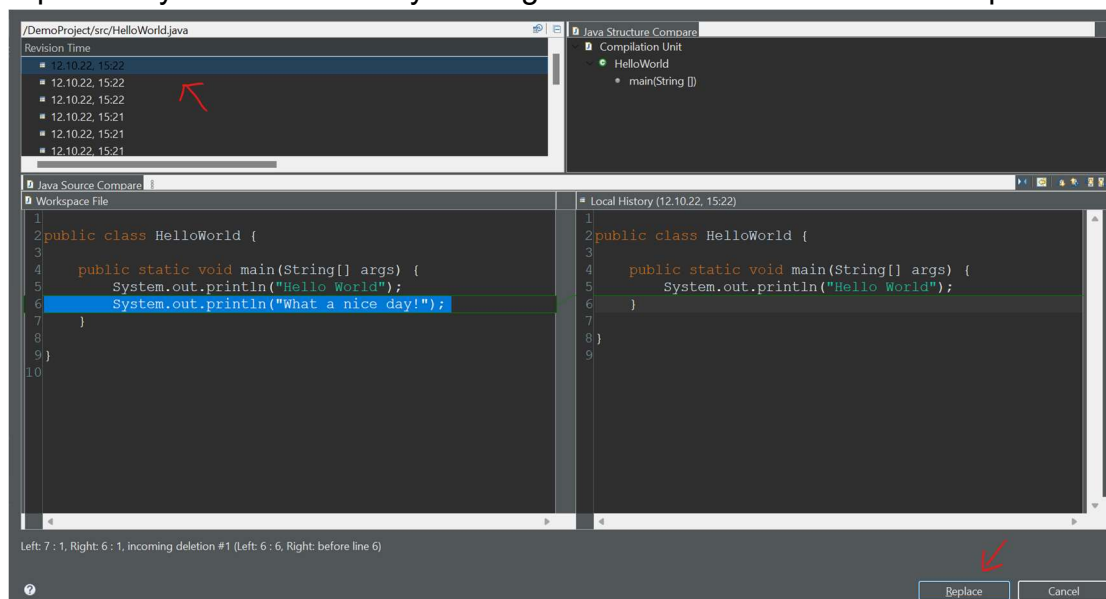 /DemoProject/src/HelloWorld.java
Revision Time
12.10.22, 15:22
12.10.22, 15:22
12.10.22, 15:22
12.10.22, 15:21
12.10.22, 15:21
12.10.22, 15:21
Java Structure Compare
Compilation Unit
HelloWorld
main(String [])
Java Source Compare
Workspace File
1
2 public class HelloWorld {
3
4     public static void main(String[] args) {
5         System.out.println("Hello World");
6         System.out.println("What a nice day!");
7     }
8
9 }
10
Local History (12.10.22, 15:22)
1
2 public class HelloWorld {
3
4     public static void main(String[] args) {
5         System.out.println("Hello World");
6     }
7
8 }
9
Left: 7 : 1, Right: 6 : 1, incoming deletion #1 (Left: 6 : 6, Right: before line 6)
Replace
Cancel